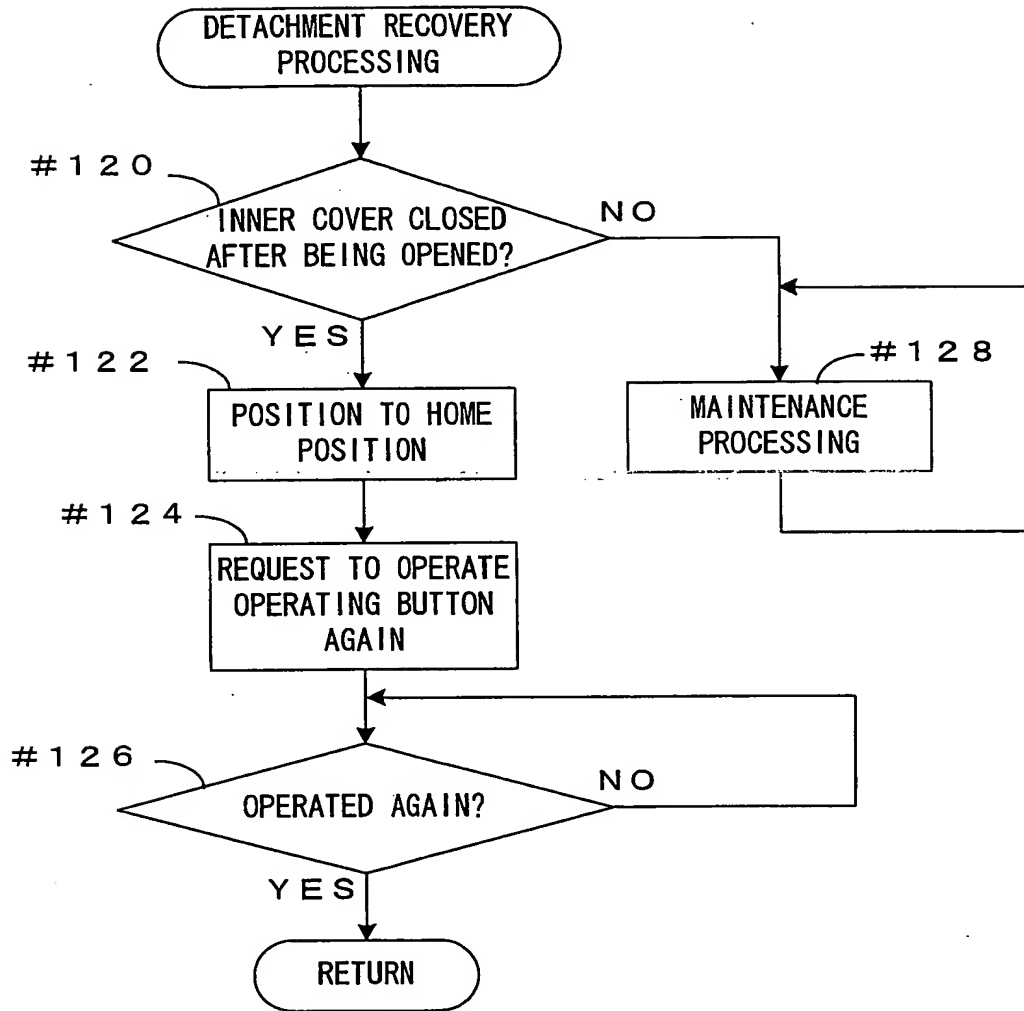 DETACHMENT RECOVERY
PROCESSING
#120
INNER COVER CLOSED
AFTER BEING OPENED?
NO
YES
#122
POSITION TO HOME
POSITION
#128
MAINTENANCE
PROCESSING
#124
REQUEST TO OPERATE
OPERATING BUTTON
AGAIN
#126
OPERATED AGAIN?
NO
YES
RETURN